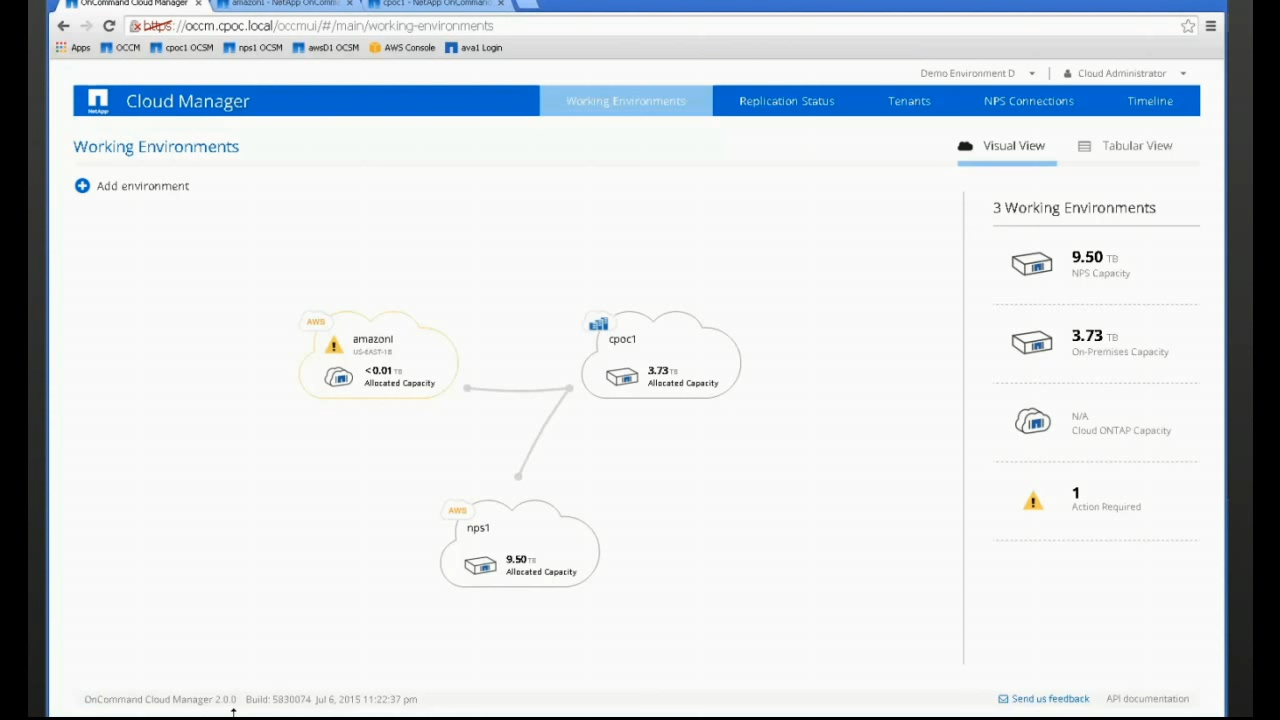 OnCommand Cloud Manager
amazon1 - NetApp OnComm
cpoc1 - NetApp OnCommand
https://occm.cpoc.local/occmui/#/main/working-environments
Apps OCCM cpoc1 OCSM nps1 OCSM aws01 OCSM AWS Console ava1 Login
Demo Environment D Cloud Administrator
NetApp Cloud Manager Working Environments Replication Status Tenants NPS Connections Timeline
Working Environments
Visual View Tabular View
Add environment
3 Working Environments
9.50 TB
NPS Capacity
3.73 TB
On-Premises Capacity
N/A
Cloud ONTAP Capacity
1
Action Required
AWS
amazon1
US-EAST-1B
<0.01 TB
Allocated Capacity
cpoc1
3.73 TB
Allocated Capacity
AWS
nps1
9.50 TB
Allocated Capacity
OnCommand Cloud Manager 2.0.0 Build: 5830074 Jul 6, 2015 11:22:37 pm
Send us feedback API documentation